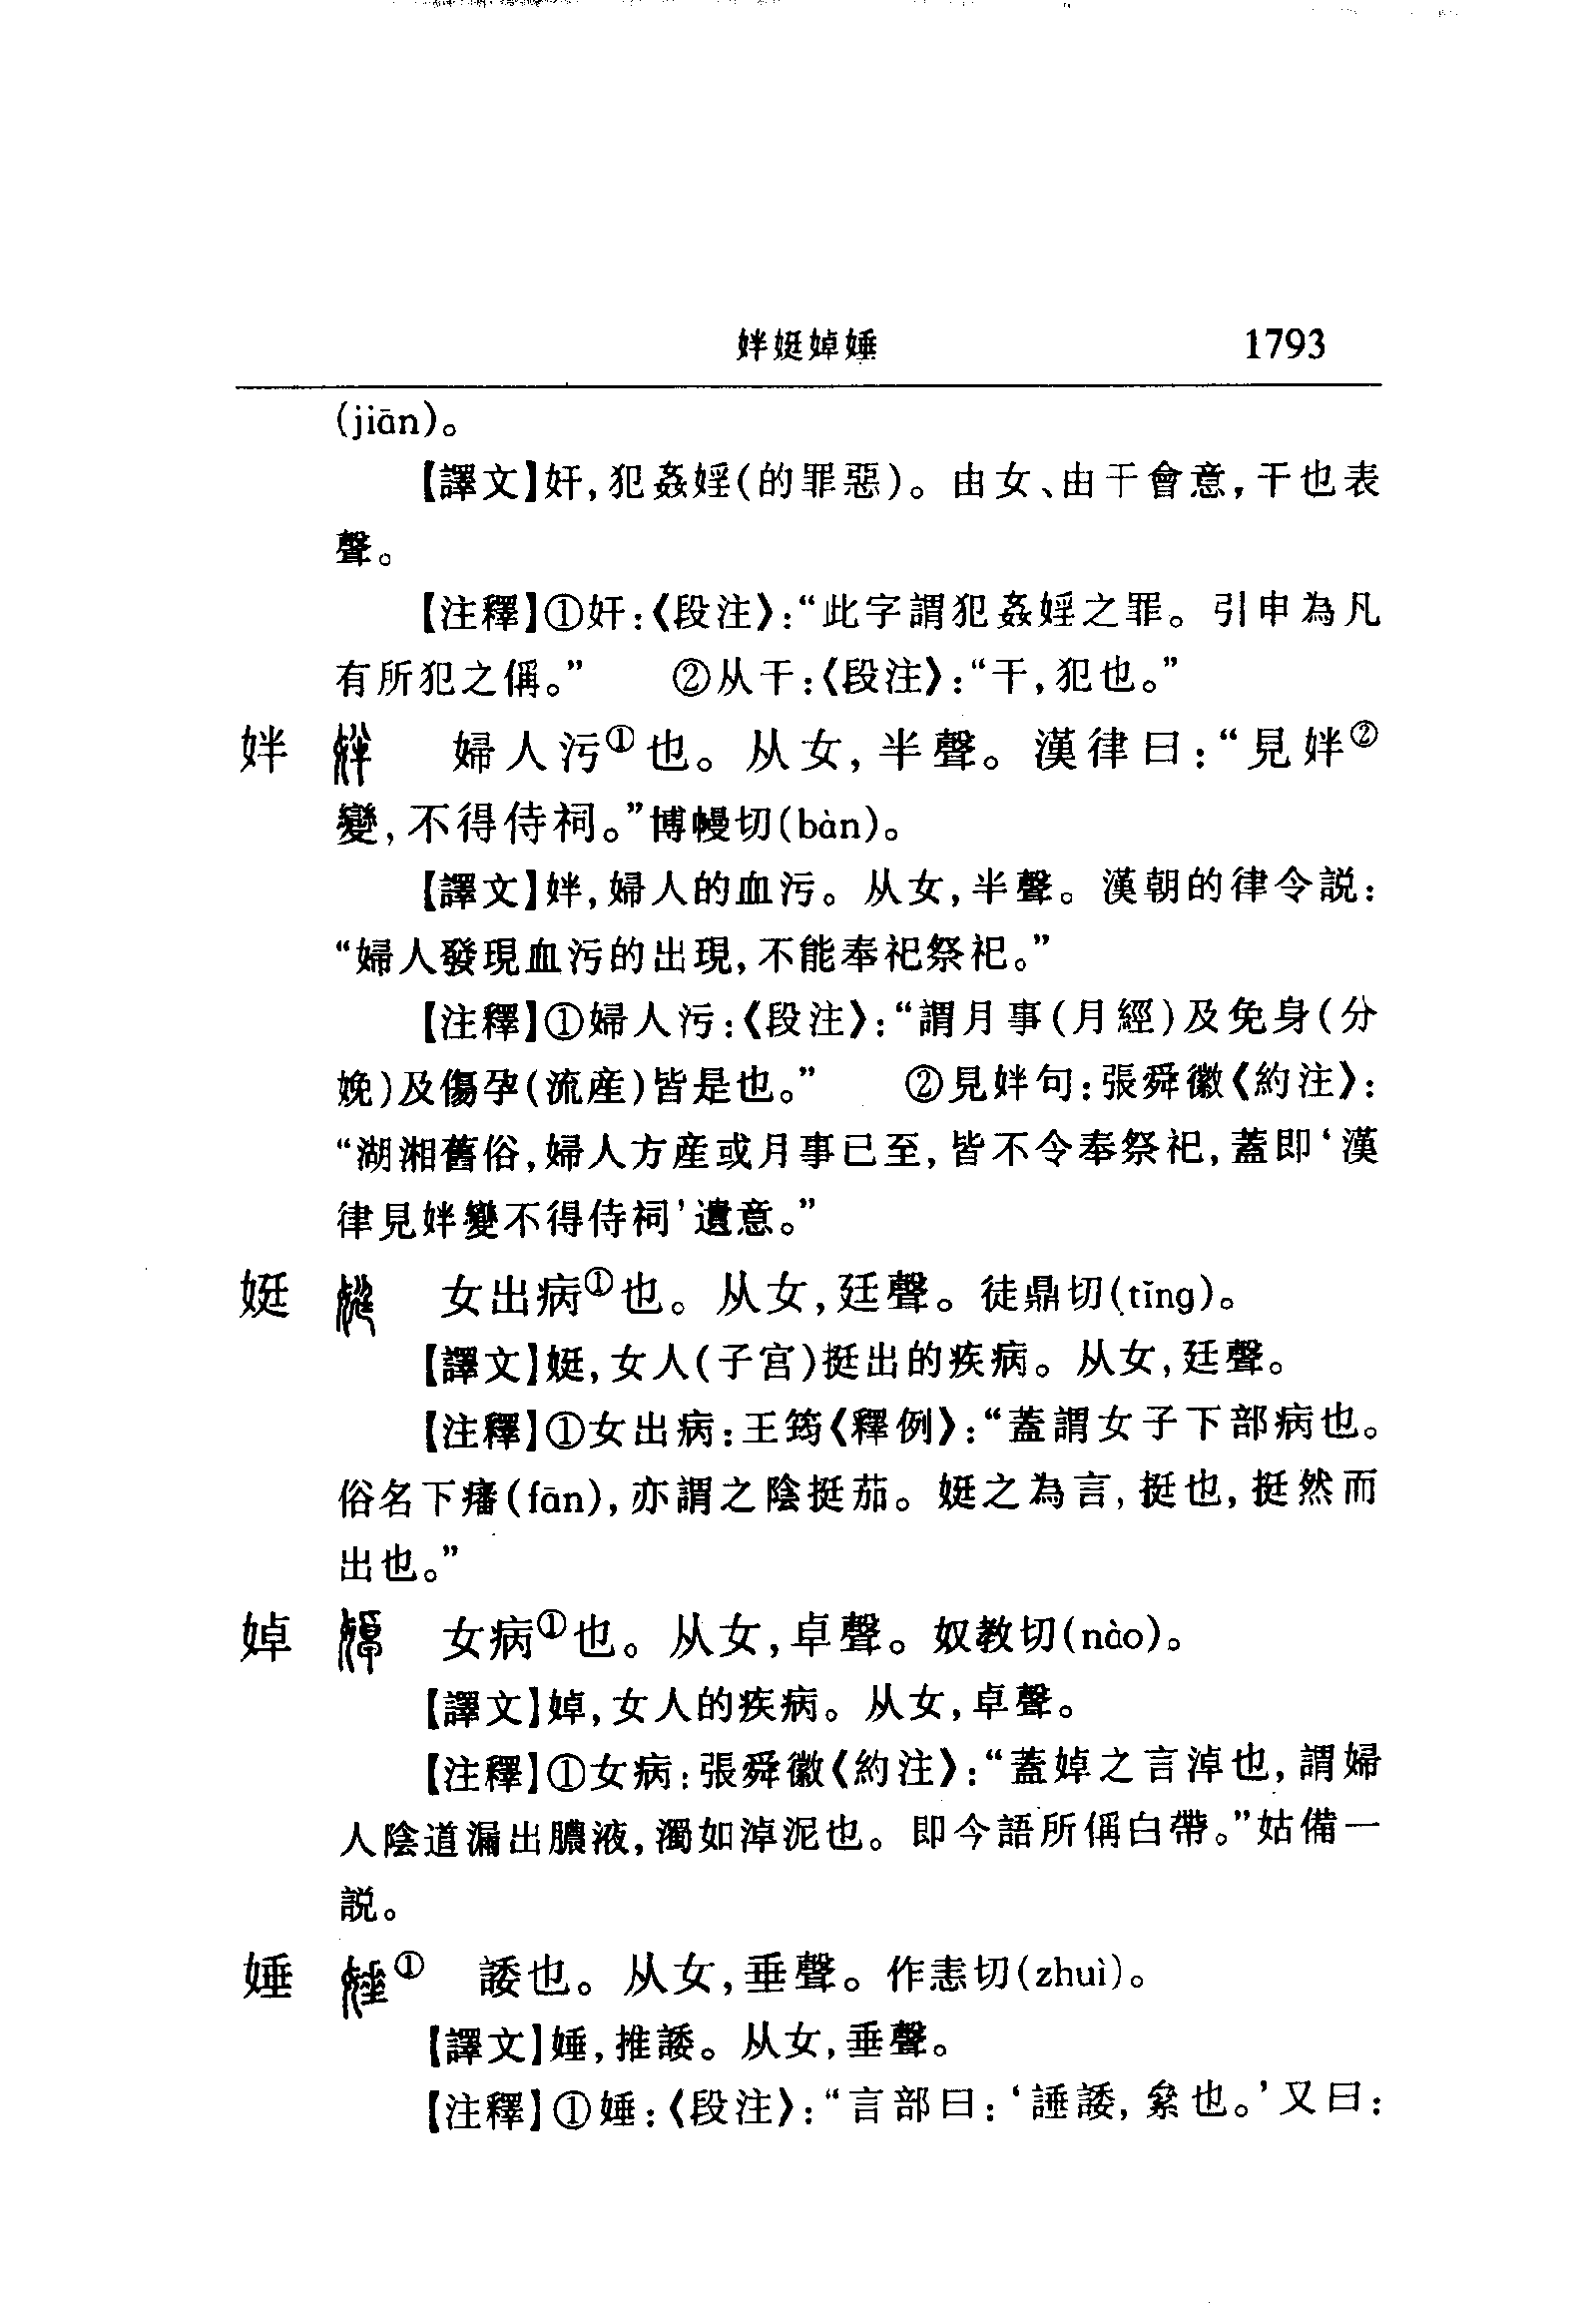 姅娗婥娷 1793
(jiān)。
【譯文】奸,犯姦婬(的罪惡)。由女、由干會意,干也表
聲。
【注釋】①奸:《段注》:“此字謂犯姦婬之罪。引申為凡
有所犯之偁。” ②从干:《段注》:“干,犯也。”
姅 婦人污①也。从女,半聲。漢律曰:“見姅②
變,不得侍祠。”博幔切(bàn)。
【譯文】姅,婦人的血污。从女,半聲。漢朝的律令説:
“婦人發現血污的出現,不能奉祀祭祀。”
【注釋】①婦人污:《段注》:“謂月事(月經)及免身(分
娩)及傷孕(流産)皆是也。” ②見姅句:張舜徽《約注》:
“湖湘舊俗,婦人方産或月事已至,皆不令奉祭祀,蓋即‘漢
律見姅變不得侍祠’遺意。”
娗 女出病①也。从女,廷聲。徒鼎切(tǐng)。
【譯文】娗,女人(子宫)挺出的疾病。从女,廷聲。
【注釋】①女出病:王筠《釋例》:“蓋謂女子下部病也。
俗名下㿹(fān),亦謂之陰挺茄。娗之為言,挺也,挺然而
出也。”
婥 女病①也。从女,卓聲。奴教切(nào)。
【譯文】婥,女人的疾病。从女,卓聲。
【注釋】①女病:張舜徽《約注》:“蓋婥之言淖也,謂婦
人陰道漏出膿液,濁如淖泥也。即今語所偁白帶。”姑備一
説。
娷 ① 諉也。从女,垂聲。作恚切(zhuì)。
【譯文】娷,推諉。从女,垂聲。
【注釋】①娷:《段注》:“言部曰:‘諈諉,絫也。’又曰: